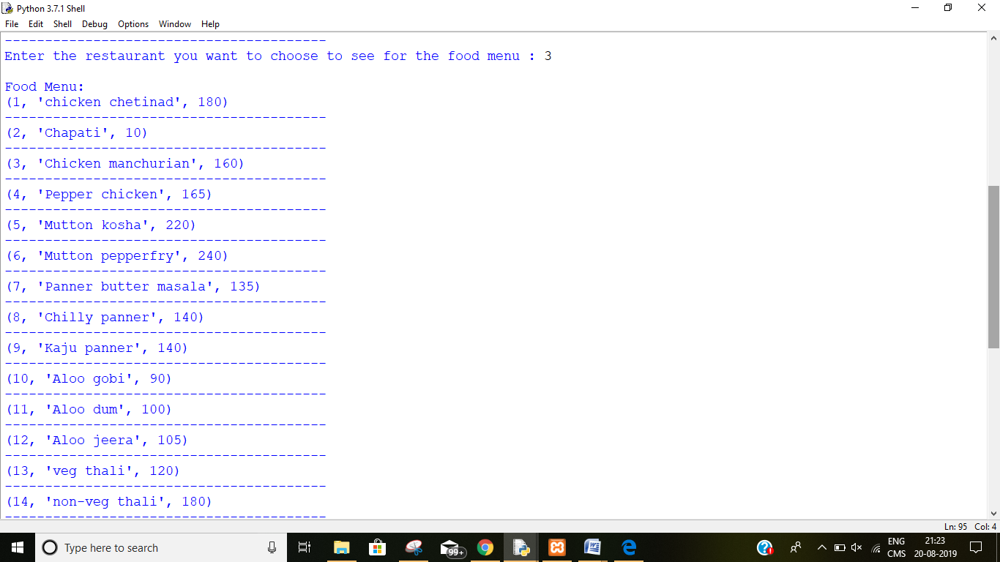 Python 3.7.1 Shell
File Edit Shell Debug Options Window Help
----------------------------------------
Enter the restaurant you want to choose to see for the food menu : 3
Food Menu:
(1, 'chicken chetinad', 180)
----------------------------------------
(2, 'Chapati', 10)
----------------------------------------
(3, 'Chicken manchurian', 160)
----------------------------------------
(4, 'Pepper chicken', 165)
----------------------------------------
(5, 'Mutton kosha', 220)
----------------------------------------
(6, 'Mutton pepperfry', 240)
----------------------------------------
(7, 'Panner butter masala', 135)
----------------------------------------
(8, 'Chilly panner', 140)
----------------------------------------
(9, 'Kaju panner', 140)
----------------------------------------
(10, 'Aloo gobi', 90)
----------------------------------------
(11, 'Aloo dum', 100)
----------------------------------------
(12, 'Aloo jeera', 105)
----------------------------------------
(13, 'veg thali', 120)
----------------------------------------
(14, 'non-veg thali', 180)
----------------------------------------
Ln: 95 Col: 4
Type here to search
99+
ENG
CMS
21:23
20-08-2019